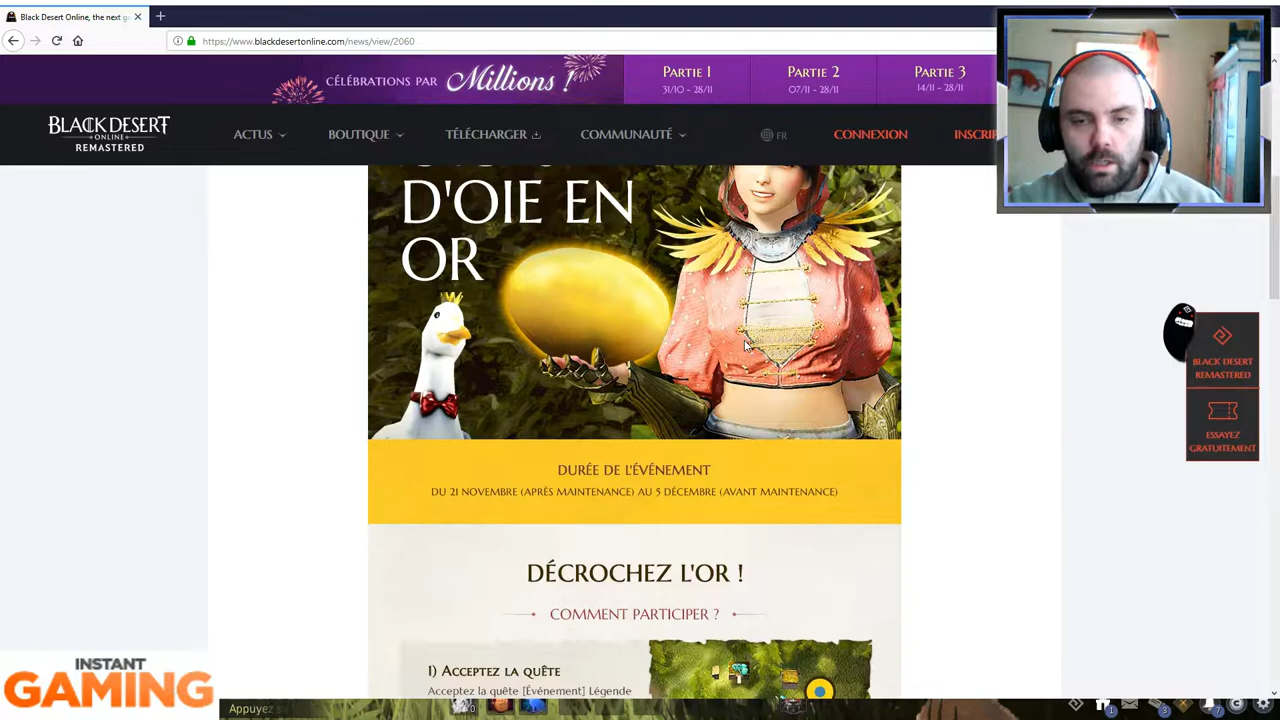 Black Desert Online, the next g
https://www.blackdesertonline.com/news/view/2060
CÉLÉBRATIONS PAR Millions !
PARTIE 1
31/10 - 28/11
PARTIE 2
07/11 - 28/11
PARTIE 3
14/11 - 28/11
BLACK DESERT
ONLINE
REMASTERED
ACTUS
BOUTIQUE
TÉLÉCHARGER
COMMUNAUTÉ
FR
CONNEXION
INSCRIP
D'OIE EN
OR
DURÉE DE L'ÉVÉNEMENT
DU 21 NOVEMBRE (APRÈS MAINTENANCE) AU 5 DÉCEMBRE (AVANT MAINTENANCE)
DÉCROCHEZ L'OR !
COMMENT PARTICIPER ?
1) ACCEPTEZ LA QUÊTE
Acceptez la quête [Événement] Légende
BLACK DESERT
REMASTERED
ESSAYEZ
GRATUITEMENT
INSTANT
GAMING
Appuyez